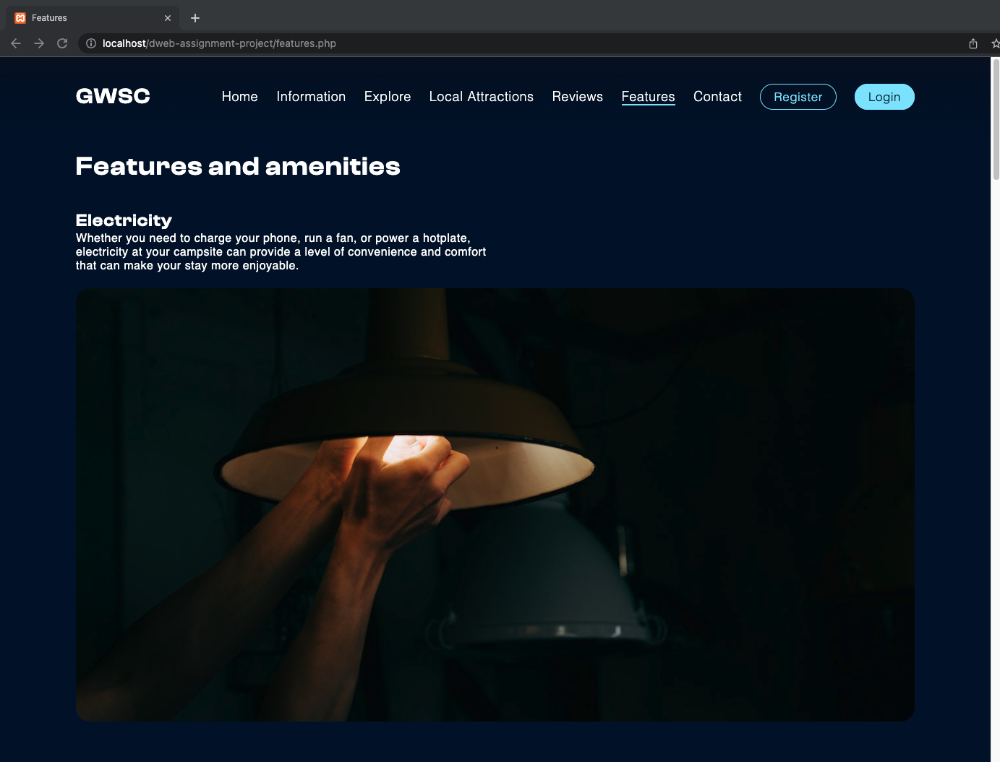 Features
localhost/dweb-assignment-project/features.php
GWSC
Home Information Explore Local Attractions Reviews Features Contact Register Login
Features and amenities
Electricity
Whether you need to charge your phone, run a fan, or power a hotplate,
electricity at your campsite can provide a level of convenience and comfort
that can make your stay more enjoyable.